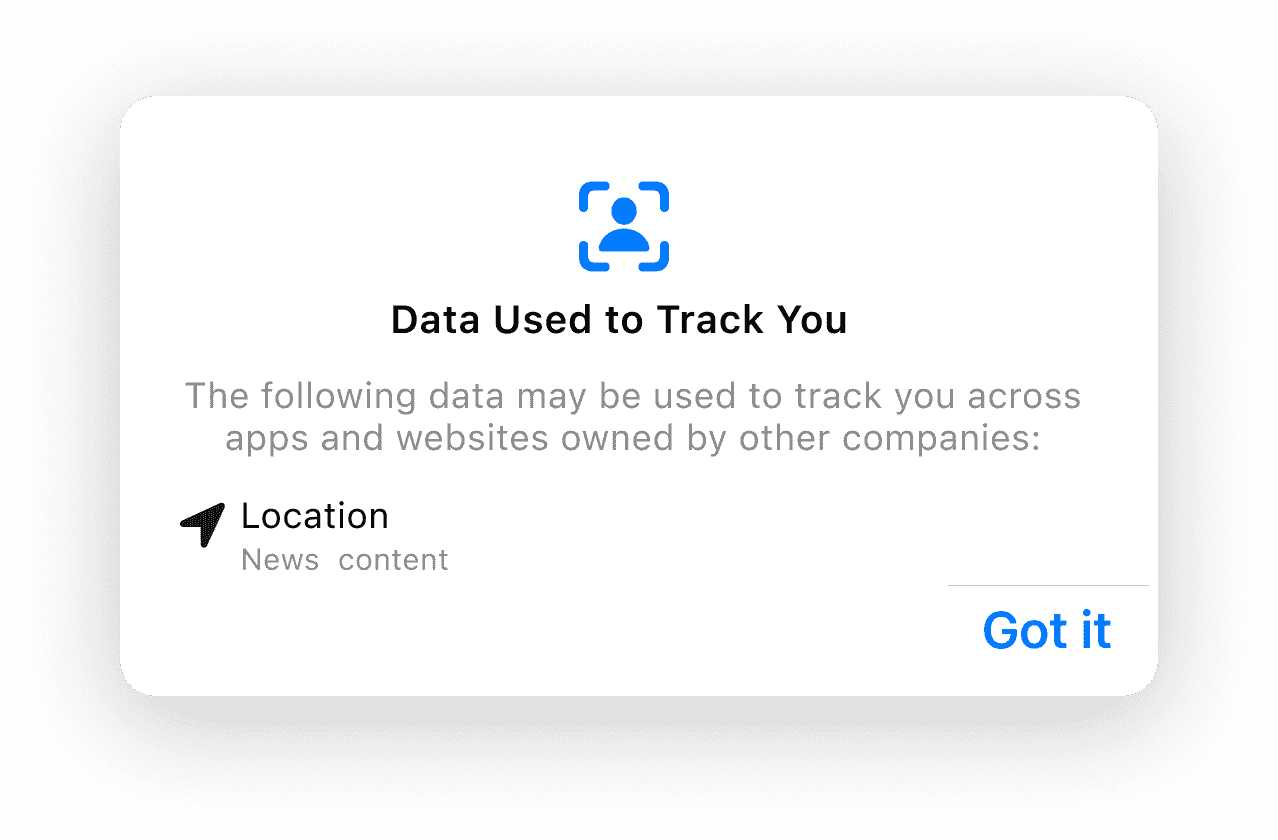 Data Used to Track You
The following data may be used to track you across
apps and websites owned by other companies:
Location
News content
Got it